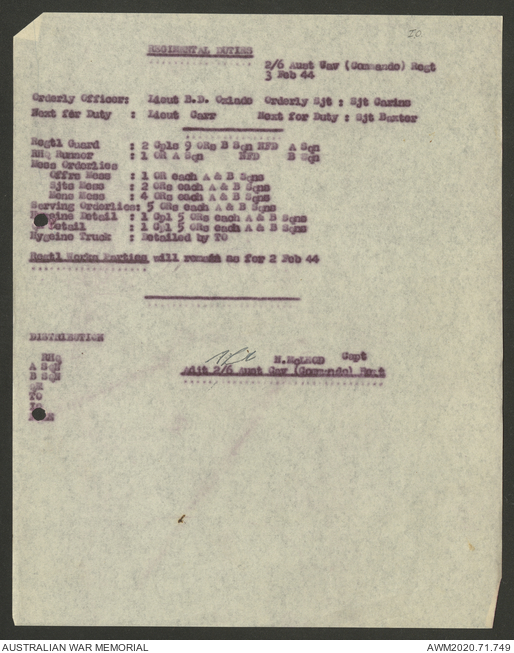 20.
REGIMENTAL DUTIES
2/6 Aust Cav (Commando) Regt
3 Feb 44
Orderly Officer: Lieut B.D. Oxlade Orderly Sjt : Sjt Carins
Next for Duty : Lieut Carr Next for Duty : Sjt Baxter
Regtl Guard : 2 Cpls 9 ORs B Sqn NFD A Sqn
RHQ Runner : 1 OR A Sqn NFD B Sqn
Mess Orderlies
Offrs Mess : 1 OR each A & B Sqns
Sjts Mess : 2 ORs each A & B Sqns
Mens Mess : 4 ORs each A & B Sqns
Serving Orderlies: 5 ORs each A & B Sqns
Hygeine Detail : 1 Cpl 5 ORs each A & B Sqns
Detail : 1 Cpl 5 ORs each A & B Sqns
Hygeine Truck : Detailed by TO
Regtl Works Parties will remain as for 2 Feb 44
DISTRIBUTION
RHQ
A SQN
B SQN
QM
TO
N. McLEOD Capt
Adjt 2/6 Aust Cav (Commando) Regt
AUSTRALIAN WAR MEMORIAL
AWM2020.71.749